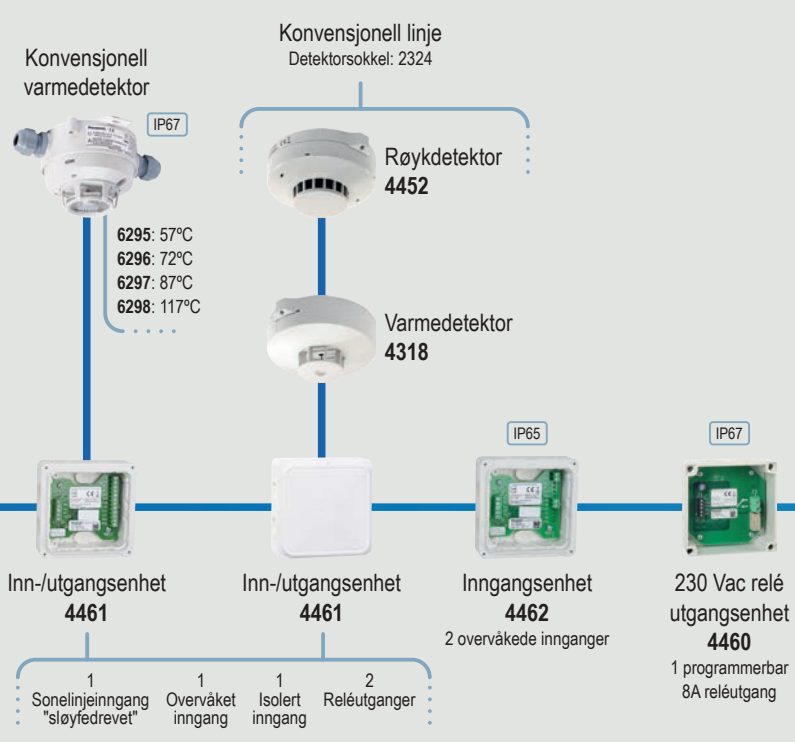 Konvensjonell linje
Detektorsokkel: 2324
Konvensjonell
varmedetektor
IP67
Røykdetektor
4452
6295: 57ºC
6296: 72ºC
6297: 87ºC
6298: 117ºC
Varmedetektor
4318
IP65
IP67
Inn-/utgangsenhet
4461
Inn-/utgangsenhet
4461
Inngangsenhet
4462
2 overvåkede innganger
230 Vac relé
utgangsenhet
4460
1 programmerbar
8A reléutgang
1
Sonelinjeinngang
"sløyfedrevet"
1
Overvåket
inngang
1
Isolert
inngang
2
Reléutganger